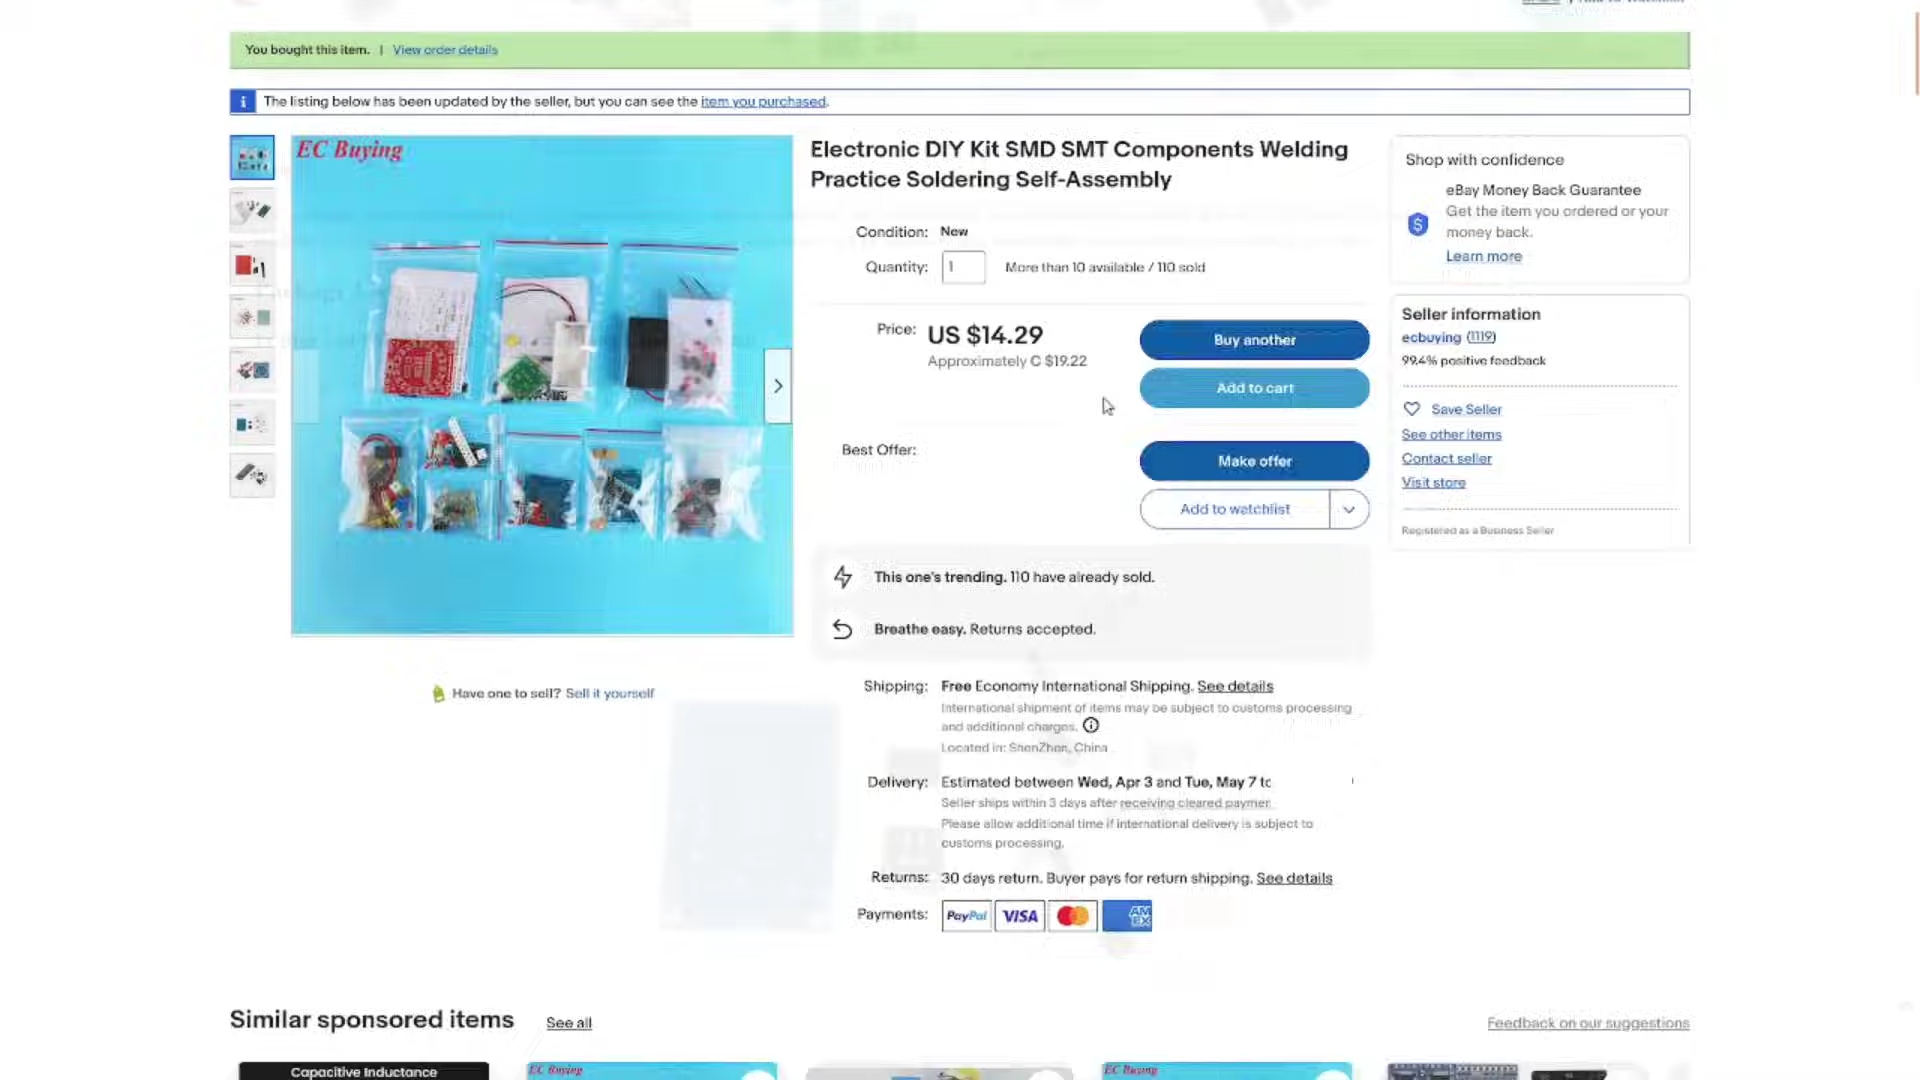 You bought this item. | View order details
The listing below has been updated by the seller, but you can see the item you purchased.
EC Buying
Electronic DIY Kit SMD SMT Components Welding
Practice Soldering Self-Assembly
Condition: New
Quantity: 1 More than 10 available / 110 sold
Price: US $14.29
Approximately C $19.22
Buy another
Add to cart
Best Offer:
Make offer
Add to watchlist
This one's trending. 110 have already sold.
Breathe easy. Returns accepted.
Have one to sell? Sell it yourself
Shipping: Free Economy International Shipping. See details
International shipment of items may be subject to customs processing
and additional charges.
Located in: ShenZhen, China
Delivery: Estimated between Wed, Apr 3 and Tue, May 7 to
Seller ships within 3 days after receiving cleared
Please allow additional time if international delivery is subject to
customs processing.
Returns: 30 days return. Buyer pays for return shipping. See details
Payments: PayPal VISA AM EX
Shop with confidence
eBay Money Back Guarantee
Get the item you ordered or your
money back.
Learn more
Seller information
ecbuying (1119)
99.4% positive feedback
Save Seller
See other items
Contact seller
Visit store
Registered as a Business Seller
Similar sponsored items See all
Feedback on our suggestions
Capacitive Inductance
EC Buying
EC Buying